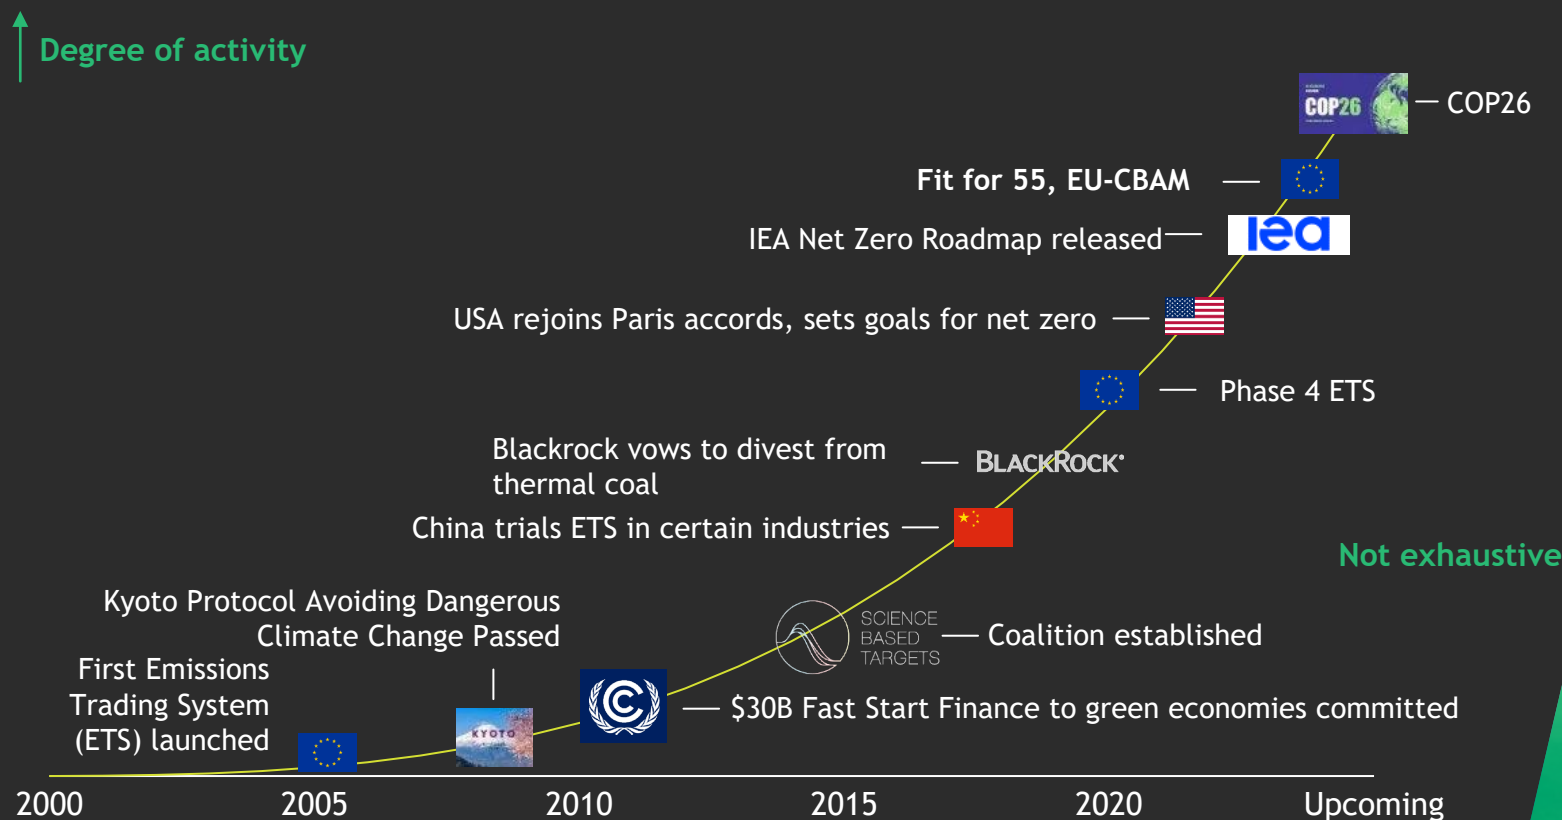 Degree of activity
COP26
COP26
Fit for 55, EU-CBAM
IEA Net Zero Roadmap released
iea
USA rejoins Paris accords, sets goals for net zero
Phase 4 ETS
Blackrock vows to divest from
thermal coal
BLACKROCK
China trials ETS in certain industries
Not exhaustive
Kyoto Protocol Avoiding Dangerous
Climate Change Passed
SCIENCE
BASED
TARGETS
Coalition established
First Emissions
Trading System
(ETS) launched
KYOTO
$30B Fast Start Finance to green economies committed
2000
2005
2010
2015
2020
Upcoming